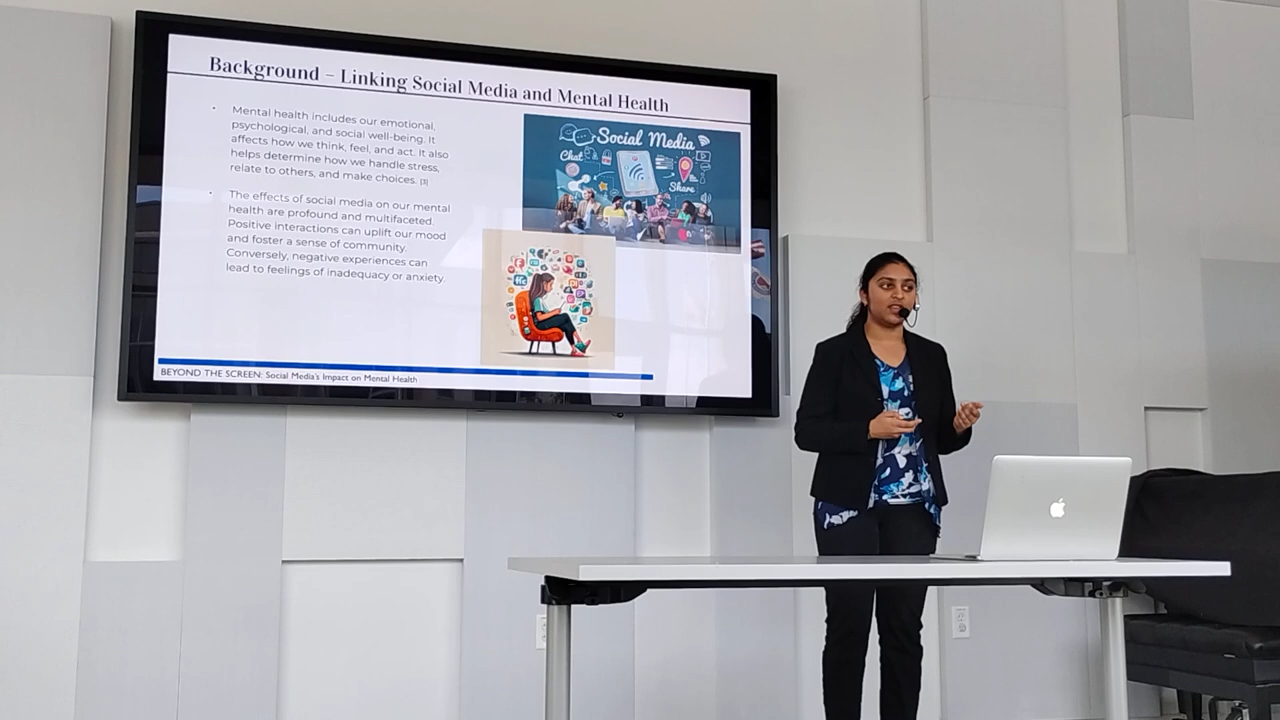 Background – Linking Social Media and Mental Health
• Mental health includes our emotional,
psychological, and social well-being. It
affects how we think, feel, and act. It also
helps determine how we handle stress,
relate to others, and make choices. [3]
• The effects of social media on our mental
health are profound and multifaceted.
Positive interactions can uplift our mood
and foster a sense of community.
Conversely, negative experiences can
lead to feelings of inadequacy or anxiety.
Social Media
Chat
Share
BEYOND THE SCREEN: Social Media's Impact on Mental Health